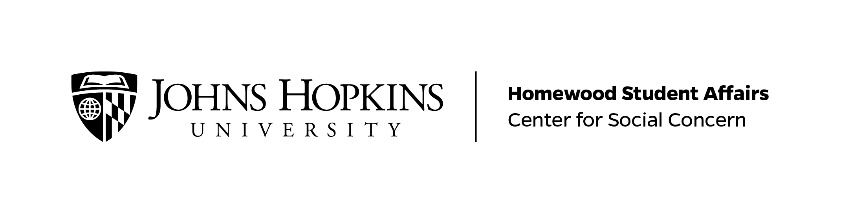 JOHNS HOPKINS
UNIVERSITY
Homewood Student Affairs
Center for Social Concern